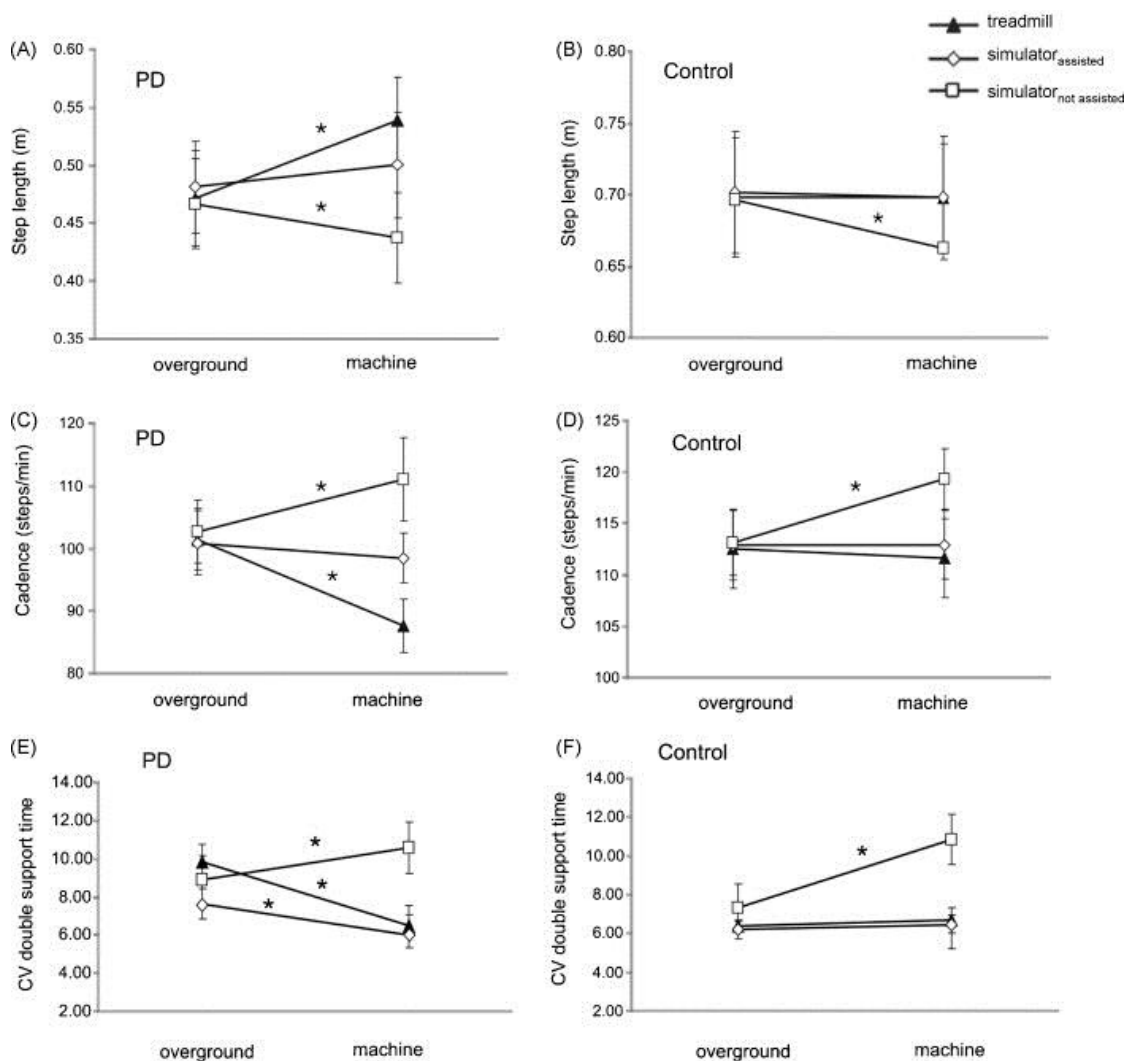 treadmill
simulator assisted
simulator not assisted
(A)
PD
Step length (m)
0.60
0.55
0.50
0.45
0.40
0.35
*
*
overground machine
(B)
Control
Step length (m)
0.80
0.75
0.70
0.65
0.60
*
overground machine
(C)
PD
Cadence (steps/min)
120
110
100
90
80
*
*
overground machine
(D)
Control
Cadence (steps/min)
125
120
115
110
105
100
*
overground machine
(E)
PD
CV double support time
14.00
12.00
10.00
8.00
6.00
4.00
2.00
*
*
*
overground machine
(F)
Control
CV double support time
14.00
12.00
10.00
8.00
6.00
4.00
2.00
*
overground machine